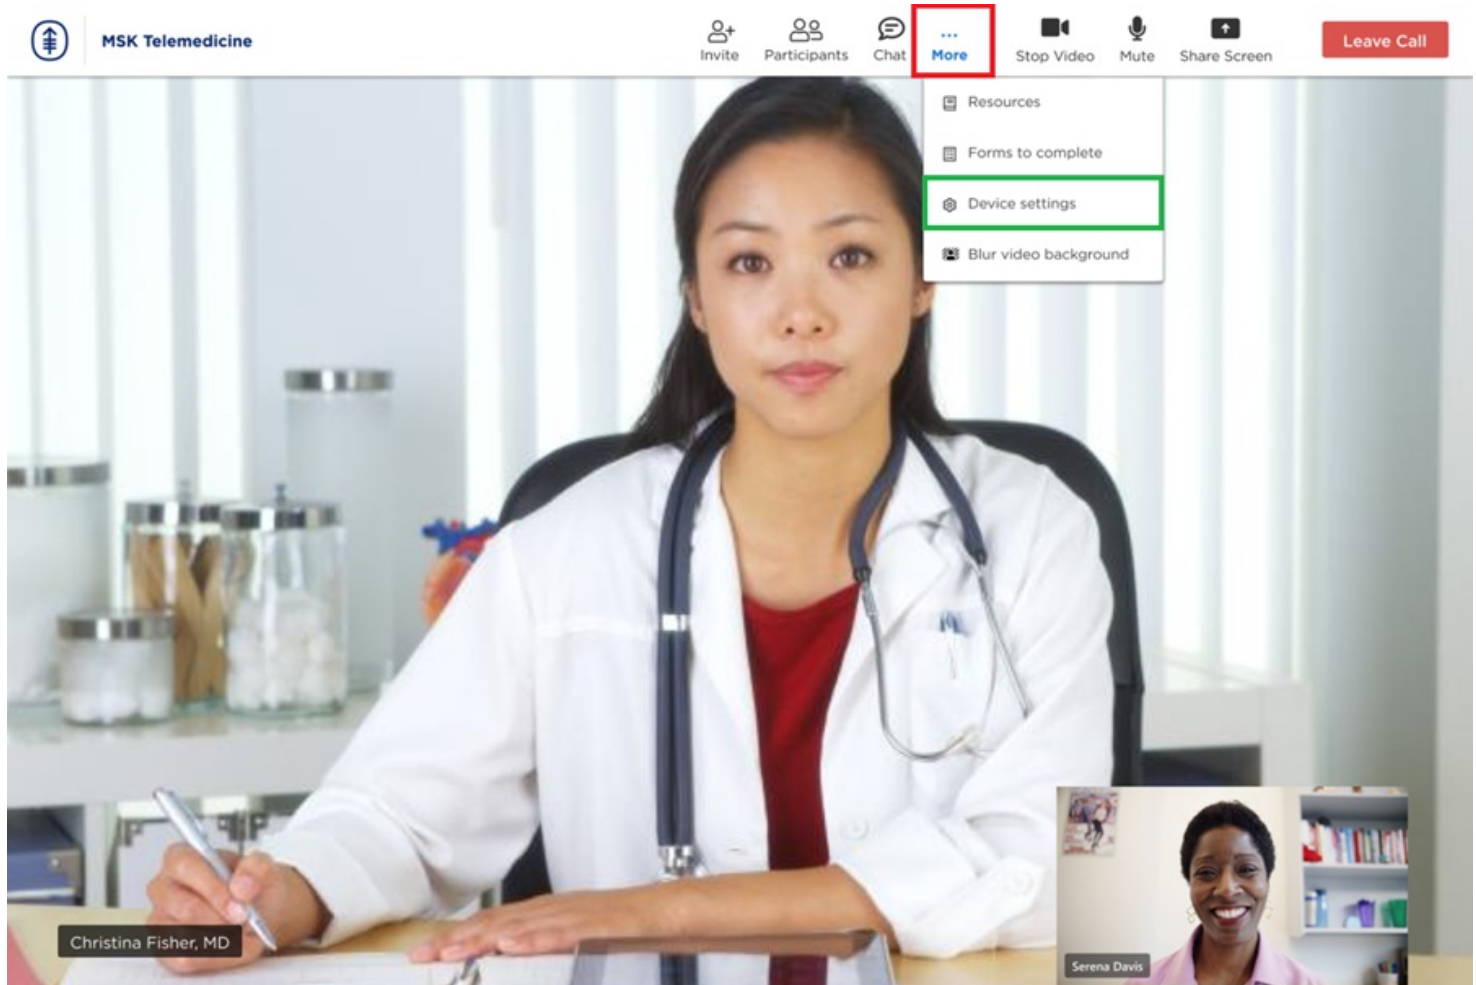 MSK Telemedicine
Invite
Participants
Chat
...
More
Stop Video
Mute
Share Screen
Leave Call
Resources
Forms to complete
Device settings
Blur video background
Christina Fisher, MD
Serena Davis